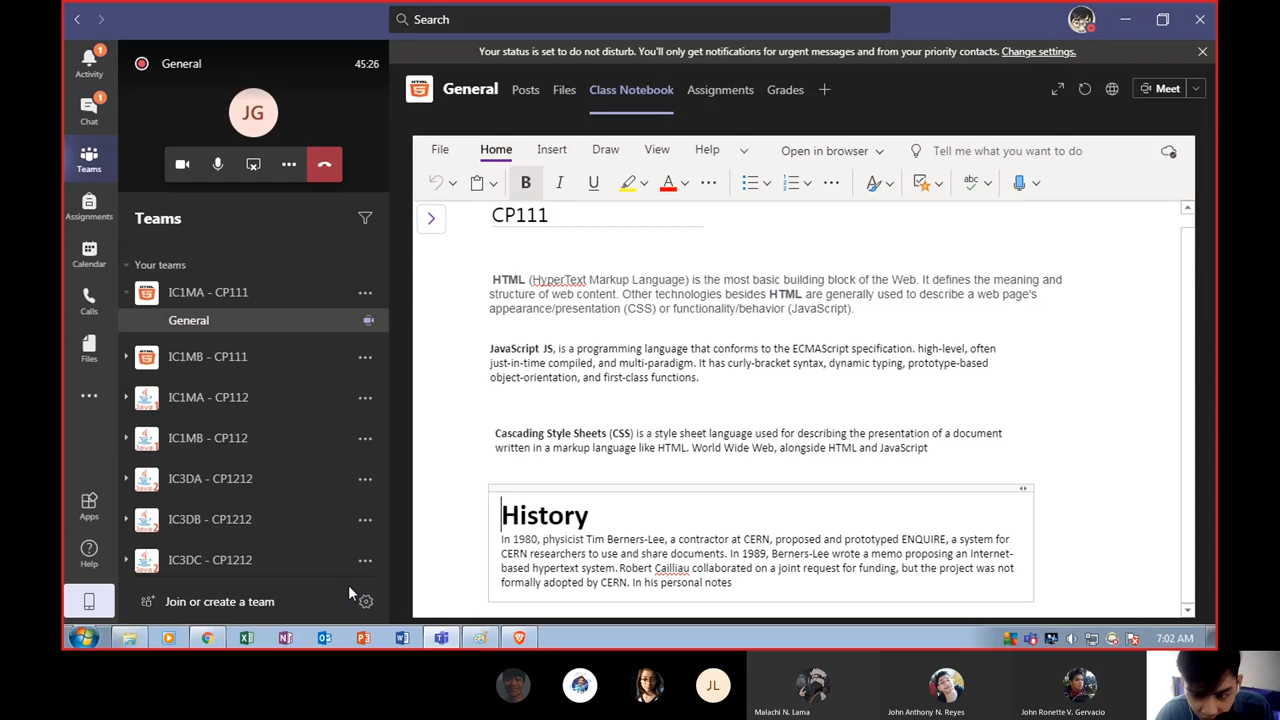 Search
Your status is set to do not disturb. You'll only get notifications for urgent messages and from your priority contacts. Change settings.
Activity
Chat
Teams
Assignments
Calendar
Calls
Files
Apps
Help
General
45:26
JG
Teams
Your teams
IC1MA - CP111
General
IC1MB - CP111
IC1MA - CP112
IC1MB - CP112
IC3DA - CP1212
IC3DB - CP1212
IC3DC - CP1212
Join or create a team
General Posts Files Class Notebook Assignments Grades
Meet
File Home Insert Draw View Help Open in browser Tell me what you want to do
B I U A abc
CP111
HTML (HyperText Markup Language) is the most basic building block of the Web. It defines the meaning and
structure of web content. Other technologies besides HTML are generally used to describe a web page's
appearance/presentation (CSS) or functionality/behavior (JavaScript).
JavaScript JS, is a programming language that conforms to the ECMAScript specification. high-level, often
just-in-time compiled, and multi-paradigm. It has curly-bracket syntax, dynamic typing, prototype-based
object-orientation, and first-class functions.
Cascading Style Sheets (CSS) is a style sheet language used for describing the presentation of a document
written in a markup language like HTML. World Wide Web, alongside HTML and JavaScript
History
In 1980, physicist Tim Berners-Lee, a contractor at CERN, proposed and prototyped ENQUIRE, a system for
CERN researchers to use and share documents. In 1989, Berners-Lee wrote a memo proposing an Internet-
based hypertext system. Robert Cailliau collaborated on a joint request for funding, but the project was not
formally adopted by CERN. In his personal notes
7:02 AM
JL
Malachi N. Lama
John Anthony N. Reyes
John Ronette V. Gervacio